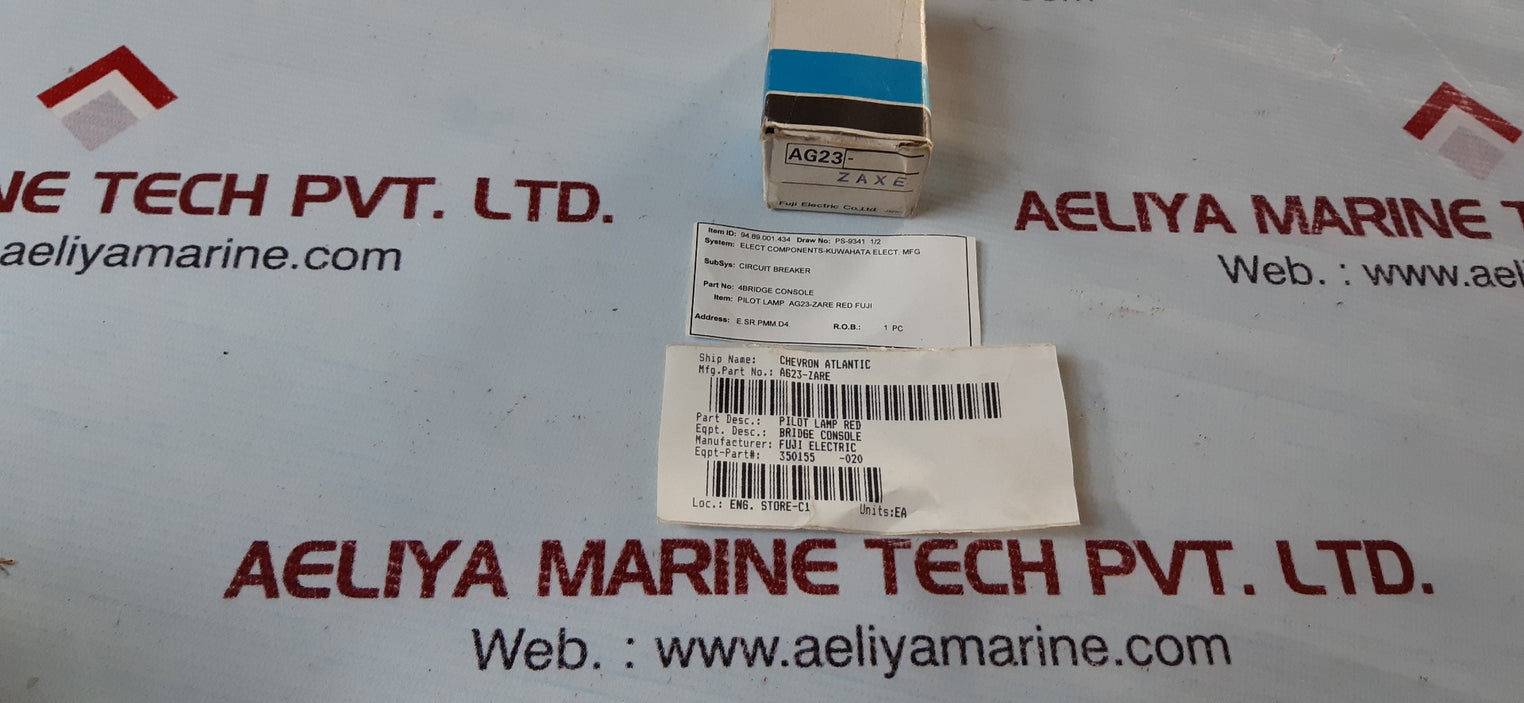 AG23-
ZAXE
Fuji Electric Co.,Ltd.
NE TECH PVT. LTD.
aeliyamarine.com
AELIYA MARINE T
Web. : www.aeli
Item ID: 94.89.001.434 Draw No: PS-9341 1/2
System: ELECT COMPONENTS-KUWAHATA ELECT. MFG
SubSys: CIRCUIT BREAKER
Part No: 4BRIDGE CONSOLE
Item: PILOT LAMP AG23-ZARE RED FUJI
Address: E.SR.PMM.D4. R.O.B.: 1 PC
Ship Name: CHEVRON ATLANTIC
Mfg.Part No.: AG23-ZARE
Part Desc.: PILOT LAMP RED
Eqpt. Desc.: BRIDGE CONSOLE
Manufacturer: FUJI ELECTRIC
Eqpt-Part#: 350155 -020
Loc.: ENG. STORE-C1 Units:EA
AELIYA MARINE TECH PVT. LTD.
Web. : www.aeliyamarine.com